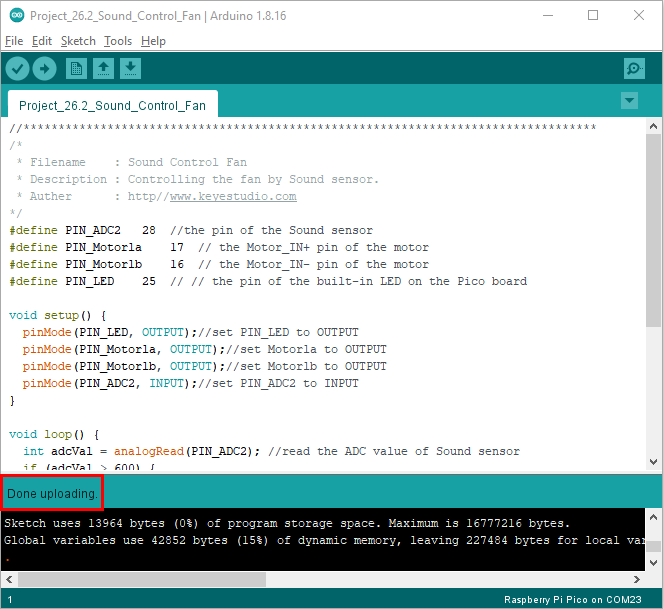 Project_26.2_Sound_Control_Fan | Arduino 1.8.16
File Edit Sketch Tools Help
Project_26.2_Sound_Control_Fan
//**********************************************************************************
/*
 * Filename    : Sound Control Fan
 * Description : Controlling the fan by Sound sensor.
 * Auther      : http//www.keyestudio.com
*/
#define PIN_ADC2   28  //the pin of the Sound sensor
#define PIN_Motorla    17  // the Motor_IN+ pin of the motor
#define PIN_Motorlb    16  // the Motor_IN- pin of the motor
#define PIN_LED    25  // // the pin of the built-in LED on the Pico board
void setup() {
  pinMode(PIN_LED, OUTPUT);//set PIN_LED to OUTPUT
  pinMode(PIN_Motorla, OUTPUT);//set Motorla to OUTPUT
  pinMode(PIN_Motorlb, OUTPUT);//set Motorlb to OUTPUT
  pinMode(PIN_ADC2, INPUT);//set PIN_ADC2 to INPUT
}
void loop() {
  int adcVal = analogRead(PIN_ADC2); //read the ADC value of Sound sensor
  if (adcVal > 600) {
Done uploading.
Sketch uses 13964 bytes (0%) of program storage space. Maximum is 16777216 bytes.
Global variables use 42852 bytes (15%) of dynamic memory, leaving 227484 bytes for local var
.
1 Raspberry Pi Pico on COM23